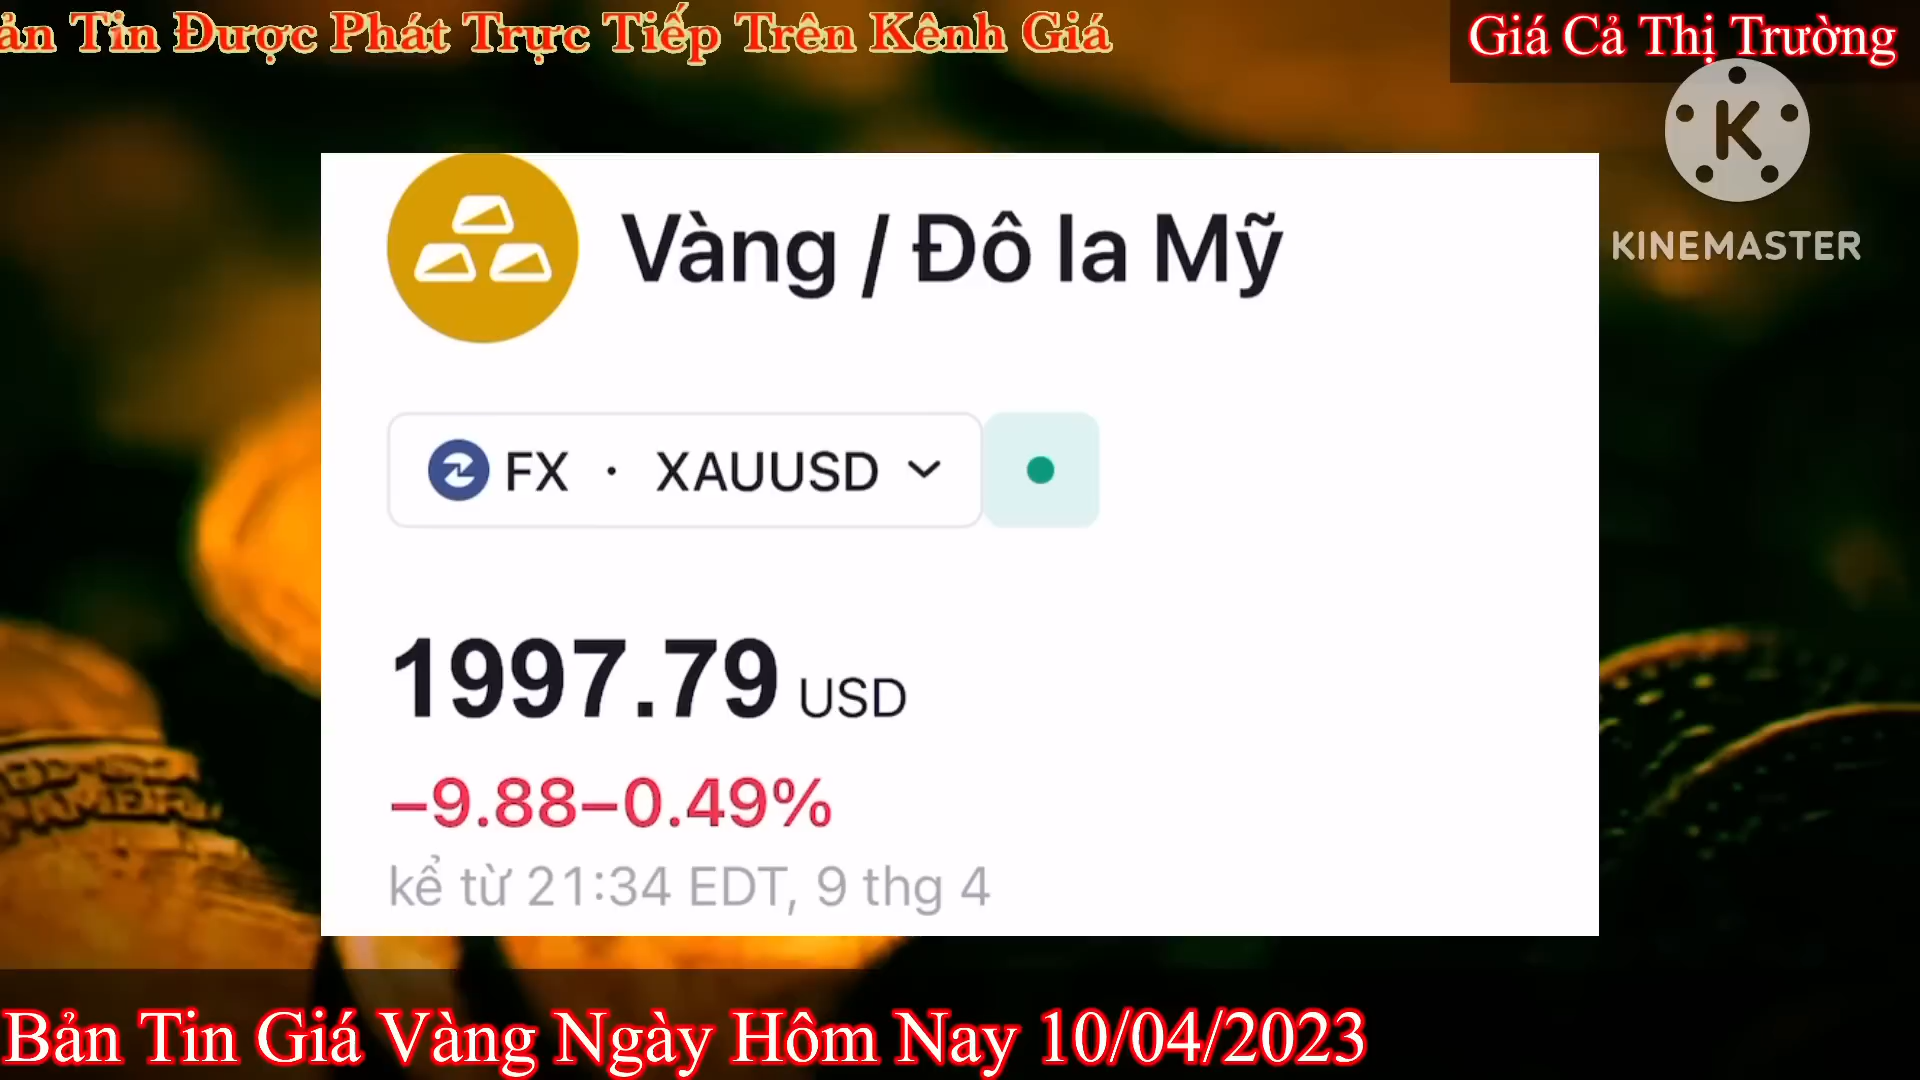 Tin Được Phát Trực Tiếp Trên Kênh Giá
Giá Cả Thị Trường
K
KINEMASTER
Vàng / Đô la Mỹ
FX · XAUUSD
1997.79 USD
−9.88−0.49%
kể từ 21:34 EDT, 9 thg 4
Bản Tin Giá Vàng Ngày Hôm Nay 10/04/2023